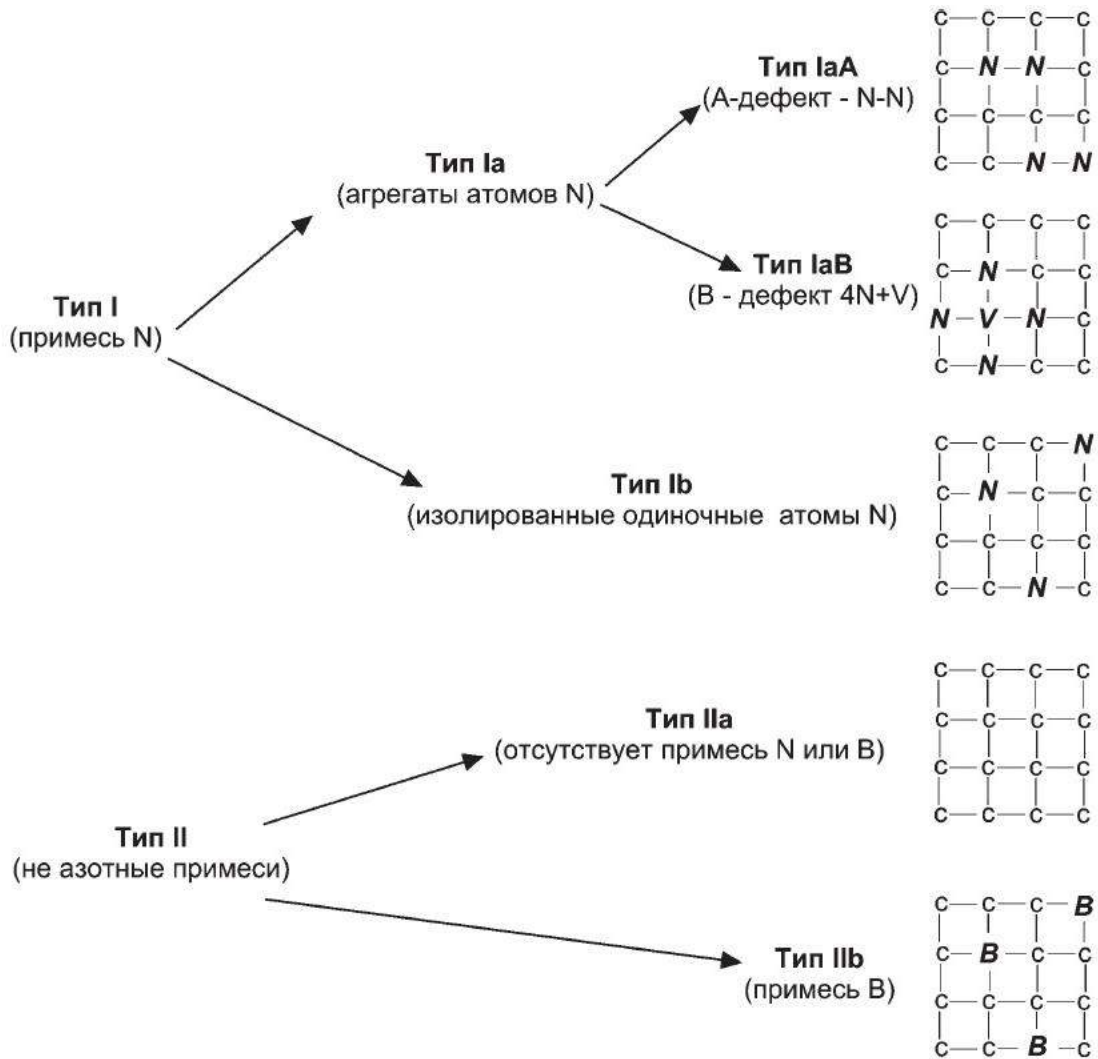 Тип IaA
(А-дефект - N-N)
C C C C
C N N C
C C C C
C C N N
Тип Ia
(агрегаты атомов N)
Тип IaB
(В - дефект 4N+V)
C C C C
C N C C
N V N C
C N C C
Тип I
(примесь N)
Тип Ib
(изолированные одиночные атомы N)
C C C N
C N C C
C C C C
C C N C
Тип IIa
(отсутствует примесь N или B)
C C C C
C C C C
C C C C
C C C C
Тип II
(не азотные примеси)
Тип IIb
(примесь B)
C C C B
C B C C
C C C C
C C B C